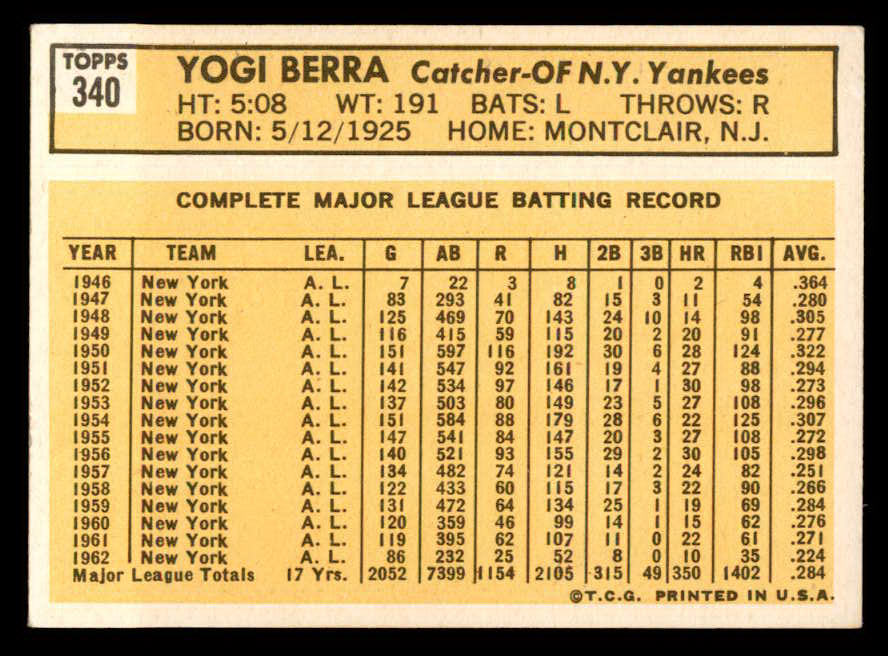 TOPPS
340
YOGI BERRA Catcher-OF N.Y. Yankees
HT: 5:08 WT: 191 BATS: L THROWS: R
BORN: 5/12/1925 HOME: MONTCLAIR, N.J.
COMPLETE MAJOR LEAGUE BATTING RECORD
YEAR TEAM LEA. G AB R H 2B 3B HR RBI AVG.
1946 New York A. L. 7 22 3 8 1 0 2 4 .364
1947 New York A. L. 83 293 41 82 15 3 11 54 .280
1948 New York A. L. 125 469 70 143 24 10 14 98 .305
1949 New York A. L. 116 415 59 115 20 2 20 91 .277
1950 New York A. L. 151 597 116 192 30 6 28 124 .322
1951 New York A. L. 141 547 92 161 19 4 27 88 .294
1952 New York A. L. 142 534 97 146 17 1 30 98 .273
1953 New York A. L. 137 503 80 149 23 5 27 108 .296
1954 New York A. L. 151 584 88 179 28 6 22 125 .307
1955 New York A. L. 147 541 84 147 20 3 27 108 .272
1956 New York A. L. 140 521 93 155 29 2 30 105 .298
1957 New York A. L. 134 482 74 121 14 2 24 82 .251
1958 New York A. L. 122 433 60 115 17 3 22 90 .266
1959 New York A. L. 131 472 64 134 25 1 19 69 .284
1960 New York A. L. 120 359 46 99 14 1 15 62 .276
1961 New York A. L. 119 395 62 107 11 0 22 61 .271
1962 New York A. L. 86 232 25 52 8 0 10 35 .224
Major League Totals 17 Yrs. 2052 7399 1154 2105 315 49 350 1402 .284
©T.C.G. PRINTED IN U.S.A.